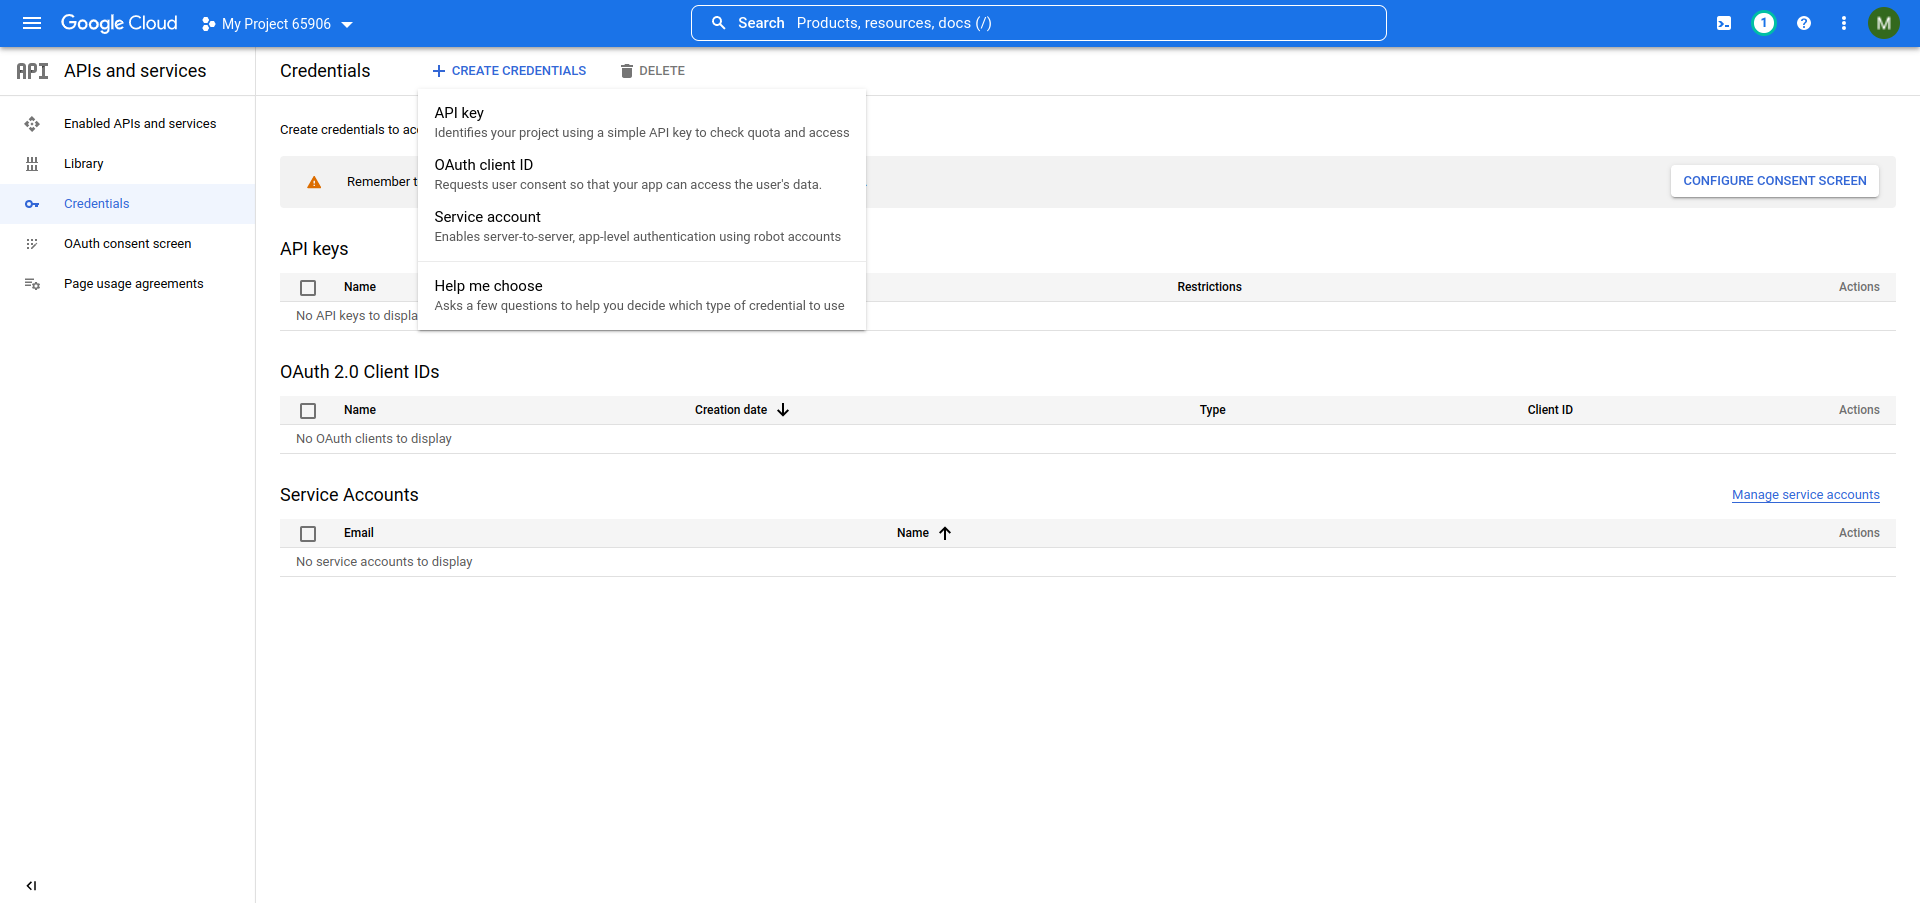 Google Cloud
My Project 65906
Search Products, resources, docs (/)
1
M
API APIs and services
Credentials
CREATE CREDENTIALS
DELETE
Enabled APIs and services
Library
Credentials
OAuth consent screen
Page usage agreements
Create credentials to
API key
Identifies your project using a simple API key to check quota and access
OAuth client ID
Requests user consent so that your app can access the user's data.
Service account
Enables server-to-server, app-level authentication using robot accounts
Help me choose
Asks a few questions to help you decide which type of credential to use
Remember
CONFIGURE CONSENT SCREEN
API keys
Name Restrictions Actions
No API keys to
OAuth 2.0 Client IDs
Name Creation date Type Client ID Actions
No OAuth clients to display
Service Accounts
Manage service accounts
Email Name Actions
No service accounts to display